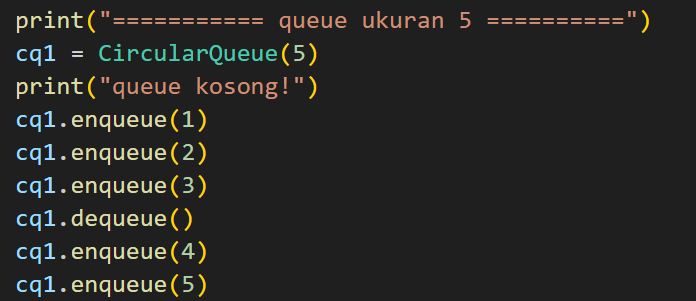 print("=========== queue ukuran 5 ==========")
cq1 = CircularQueue(5)
print("queue kosong!")
cq1.enqueue(1)
cq1.enqueue(2)
cq1.enqueue(3)
cq1.dequeue()
cq1.enqueue(4)
cq1.enqueue(5)